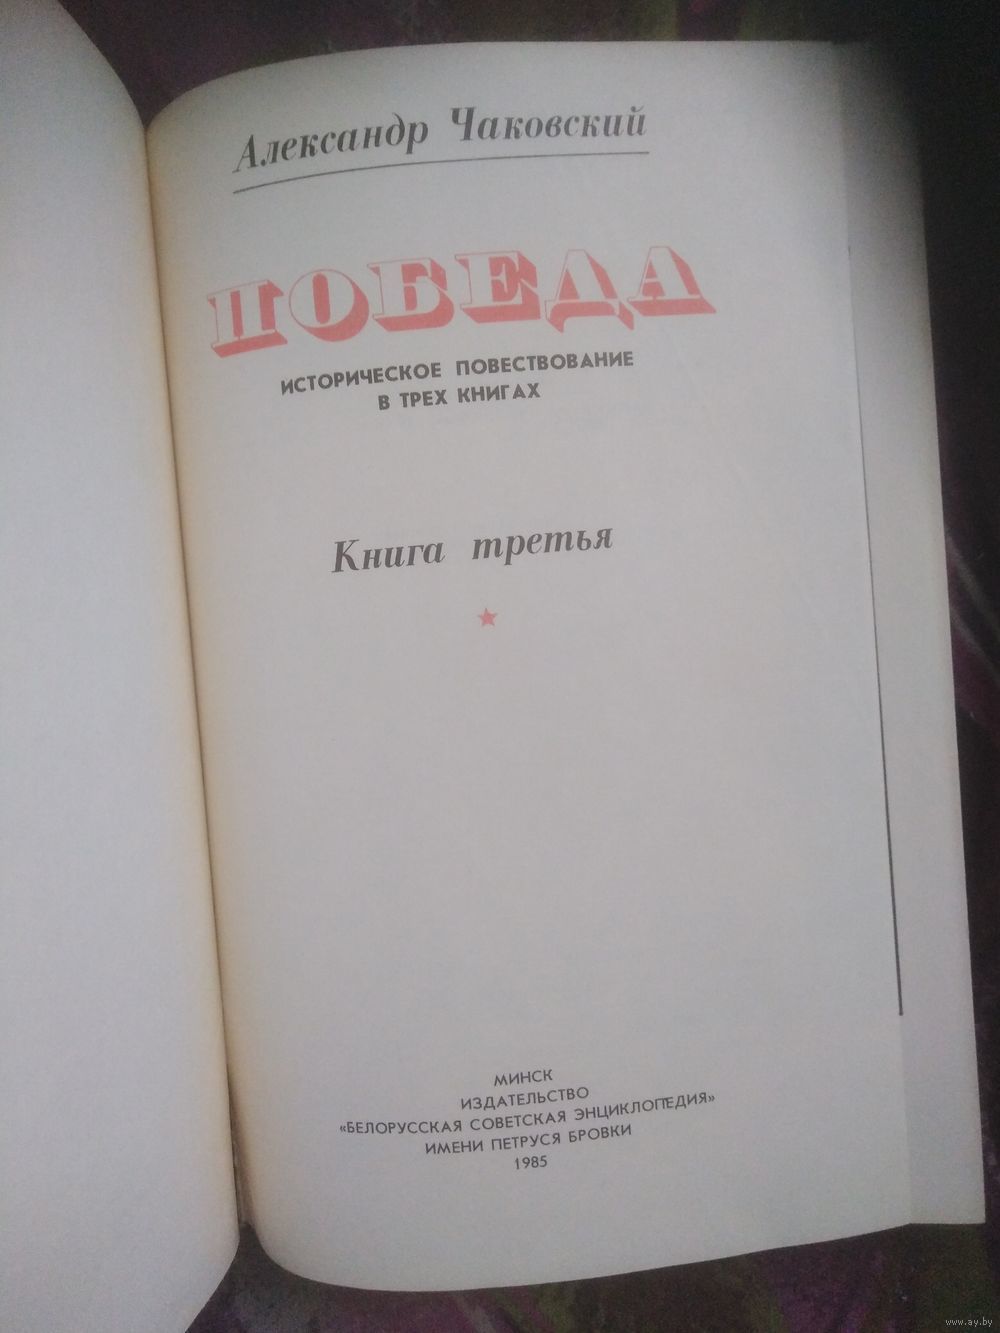 Александр Чаковский
ПОБЕДА
ИСТОРИЧЕСКОЕ ПОВЕСТВОВАНИЕ
В ТРЕХ КНИГАХ
Книга третья
МИНСК
ИЗДАТЕЛЬСТВО
«БЕЛОРУССКАЯ СОВЕТСКАЯ ЭНЦИКЛОПЕДИЯ»
ИМЕНИ ПЕТРУСЯ БРОВКИ
1985
www.ay.by